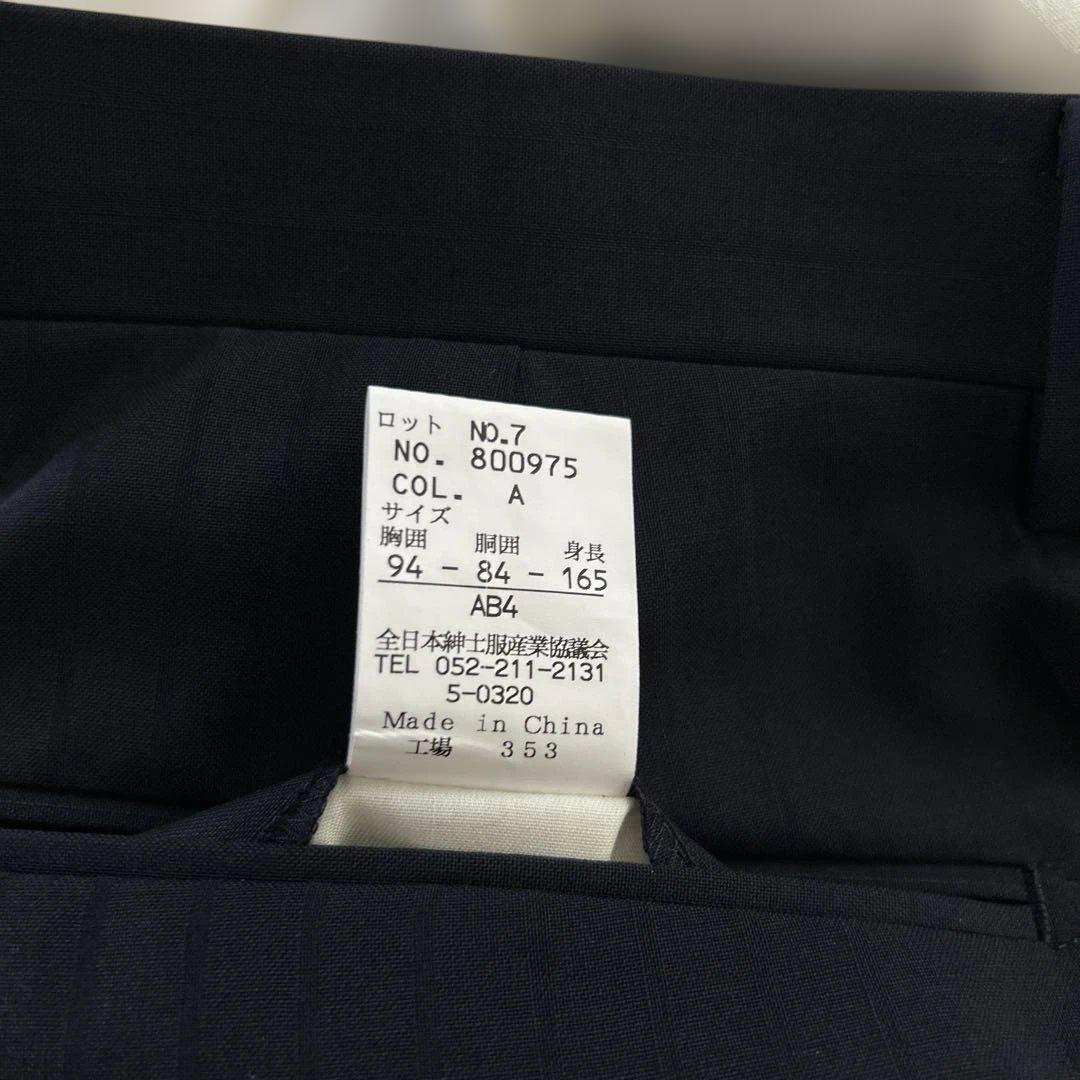 ロット NO.7
NO. 800975
COL. A
サイズ
胸囲 胴囲 身長
94 - 84 - 165
AB4
全日本紳士服産業協議会
TEL 052-211-2131
5-0320
Made in China
工場 353